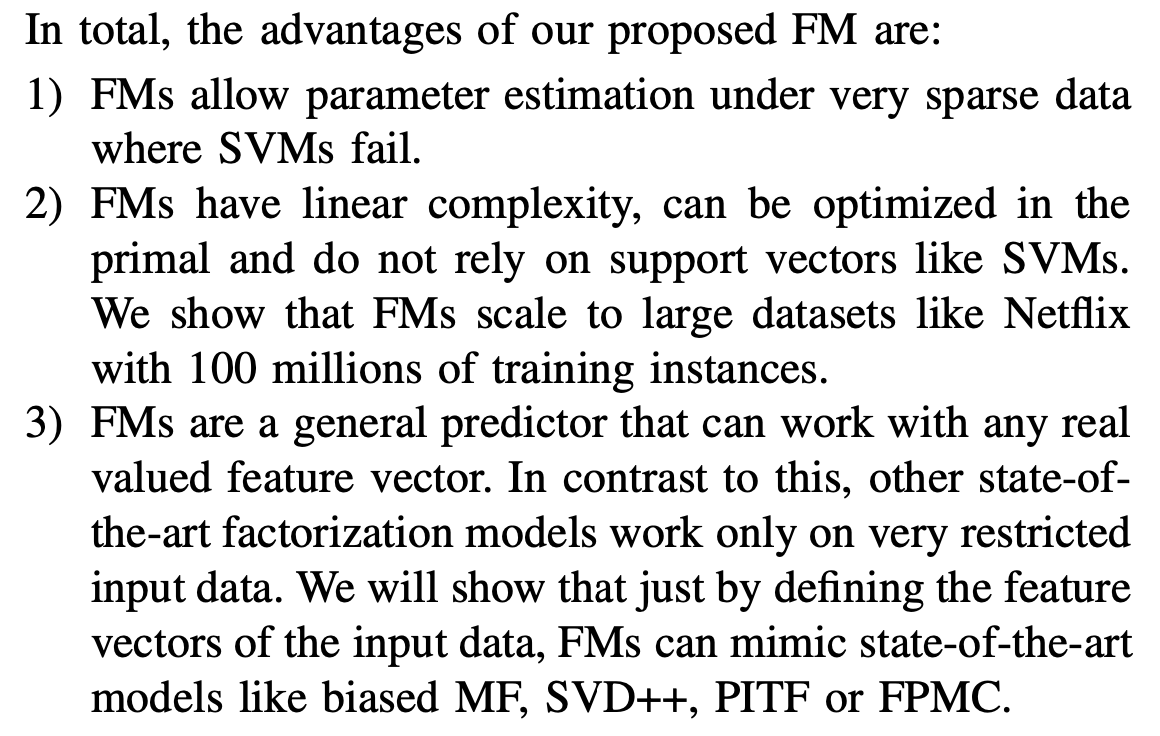 In total, the advantages of our proposed FM are:
1) FMs allow parameter estimation under very sparse data
where SVMs fail.
2) FMs have linear complexity, can be optimized in the
primal and do not rely on support vectors like SVMs.
We show that FMs scale to large datasets like Netflix
with 100 millions of training instances.
3) FMs are a general predictor that can work with any real
valued feature vector. In contrast to this, other state-of-
the-art factorization models work only on very restricted
input data. We will show that just by defining the feature
vectors of the input data, FMs can mimic state-of-the-art
models like biased MF, SVD++, PITF or FPMC.